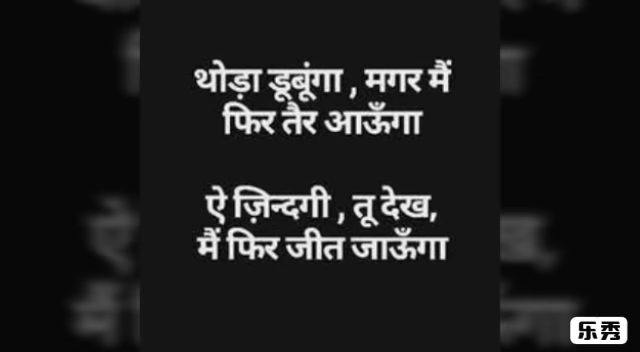 थोड़ा डूबूंगा , मगर मैं
फिर तैर आऊँगा
ऐ ज़िन्दगी , तू देख,
मैं फिर जीत जाऊँगा
乐秀